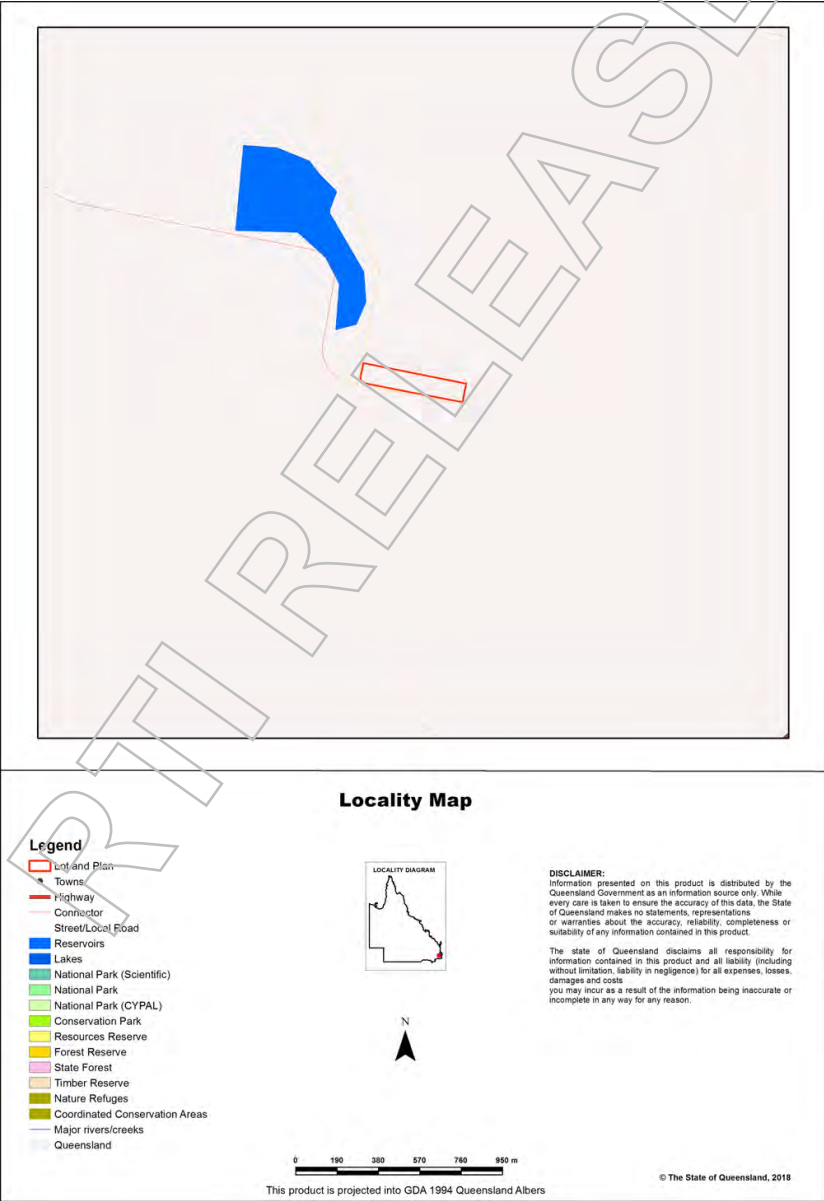 RTI RELEASE
Locality Map
Legend
Lot and Plan
Towns
Highway
Connector
Street/Local Road
Reservoirs
Lakes
National Park (Scientific)
National Park
National Park (CYPAL)
Conservation Park
Resources Reserve
Forest Reserve
State Forest
Timber Reserve
Nature Refuges
Coordinated Conservation Areas
Major rivers/creeks
Queensland
LOCALITY DIAGRAM
N
0 190 380 570 760 950 m
This product is projected into GDA 1994 Queensland Albers
DISCLAIMER:
Information presented on this product is distributed by the
Queensland Government as an information source only. While
every care is taken to ensure the accuracy of this data, the State
of Queensland makes no statements, representations
or warranties about the accuracy, reliability, completeness or
suitability of any information contained in this product.
The state of Queensland disclaims all responsibility for
information contained in this product and all liability (including
without limitation, liability in negligence) for all expenses, losses,
damages and costs
you may incur as a result of the information being inaccurate or
incomplete in any way for any reason.
© The State of Queensland, 2018